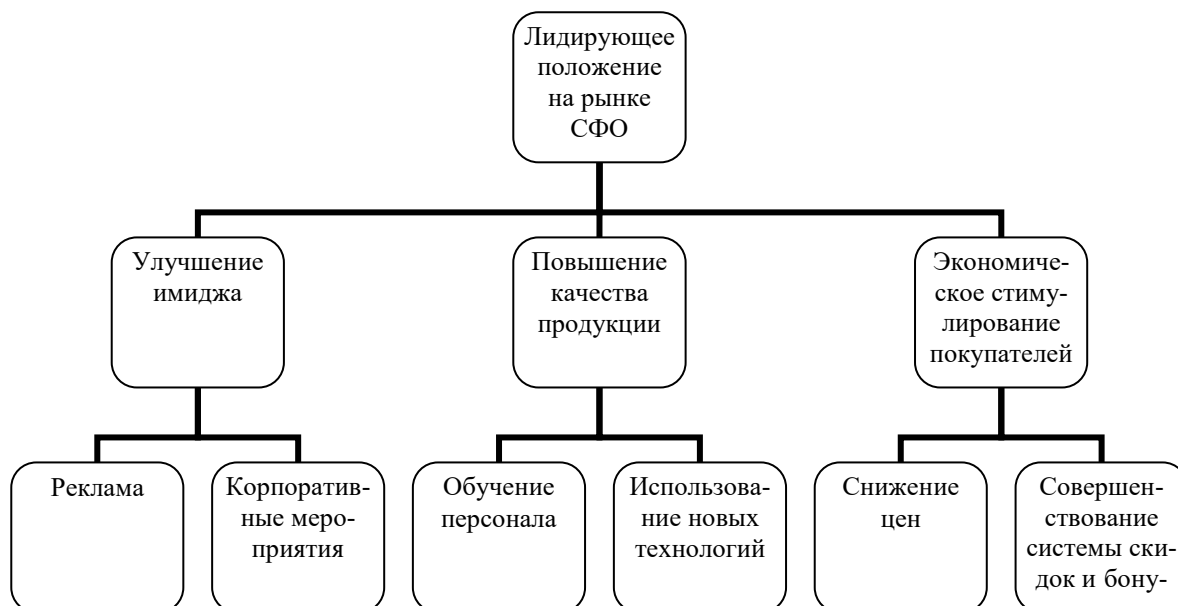 Лидирующее
положение
на рынке
СФО
Улучшение
имиджа
Повышение
качества
продукции
Экономиче-
ское стиму-
лирование
покупателей
Реклама
Корпоратив-
ные меро-
приятия
Обучение
персонала
Использова-
ние новых
технологий
Снижение
цен
Совершен-
ствование
системы ски-
док и бону-